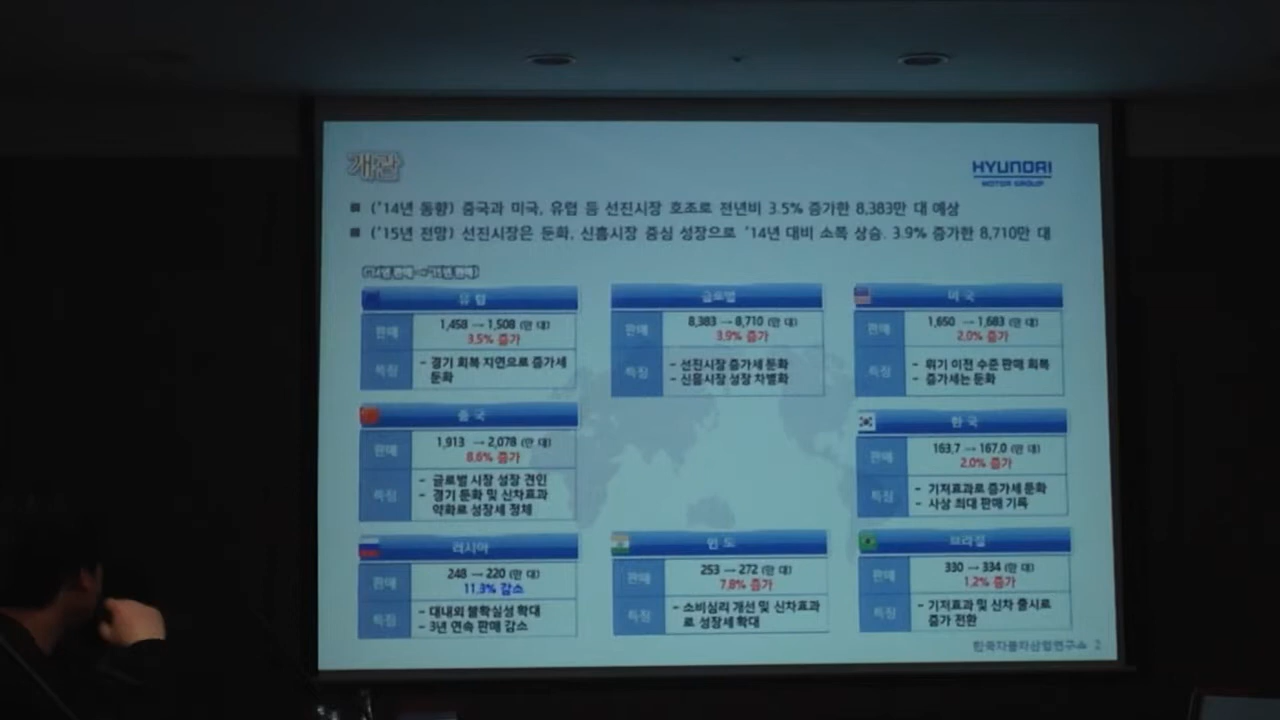 개황
HYUNDAI
MOTOR GROUP
■ ('14년 동향) 중국과 미국, 유럽 등 선진시장 호조로 전년비 3.5% 증가한 8,383만 대 예상
■ ('15년 전망) 선진시장은 둔화, 신흥시장 중심 성장으로 '14년 대비 소폭 상승. 3.9% 증가한 8,710만 대
('14년 판매→'15년 판매)
유 럽
판매
1,458 → 1,508 (만 대)
3.5% 증가
특징
- 경기 회복 지연으로 증가세
둔화
글로벌
판매
8,383 → 8,710 (만 대)
3.9% 증가
특징
- 선진시장 증가세 둔화
- 신흥시장 성장 차별화
미 국
판매
1,650 → 1,683 (만 대)
2.0% 증가
특징
- 위기 이전 수준 판매 회복
- 증가세는 둔화
중 국
판매
1,913 → 2,078 (만 대)
8.6% 증가
특징
- 글로벌 시장 성장 견인
- 경기 둔화 및 신차효과
약화로 성장세 정체
한 국
판매
163.7 → 167.0 (만 대)
2.0% 증가
특징
- 기저효과로 증가세 둔화
- 사상 최대 판매 기록
러시아
판매
248 → 220 (만 대)
11.3% 감소
특징
- 대내외 불확실성 확대
- 3년 연속 판매 감소
인 도
판매
253 → 272 (만 대)
7.8% 증가
특징
- 소비심리 개선 및 신차효과
로 성장세 확대
브라질
판매
330 → 334 (만 대)
1.2% 증가
특징
- 기저효과 및 신차 출시로
증가 전환
한국자동차산업연구소 2